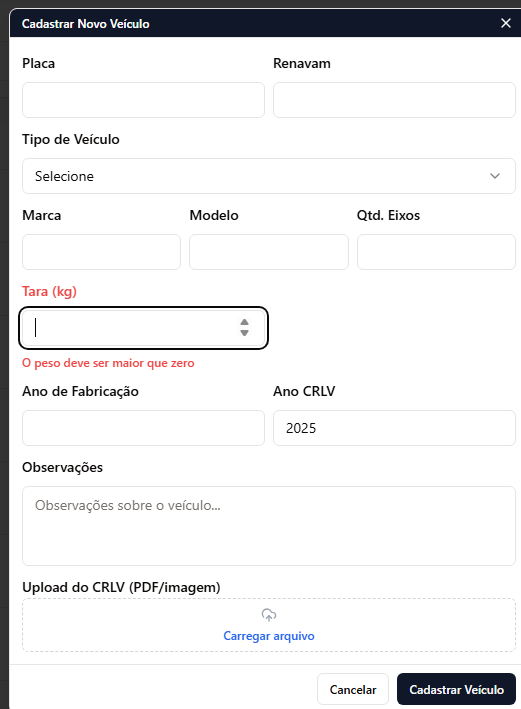 Cadastrar Novo Veículo
Placa Renavam
Tipo de Veículo
Selecione
Marca Modelo Qtd. Eixos
Tara (kg)
O peso deve ser maior que zero
Ano de Fabricação Ano CRLV
2025
Observações
Observações sobre o veículo...
Upload do CRLV (PDF/imagem)
Carregar arquivo
Cancelar Cadastrar Veículo